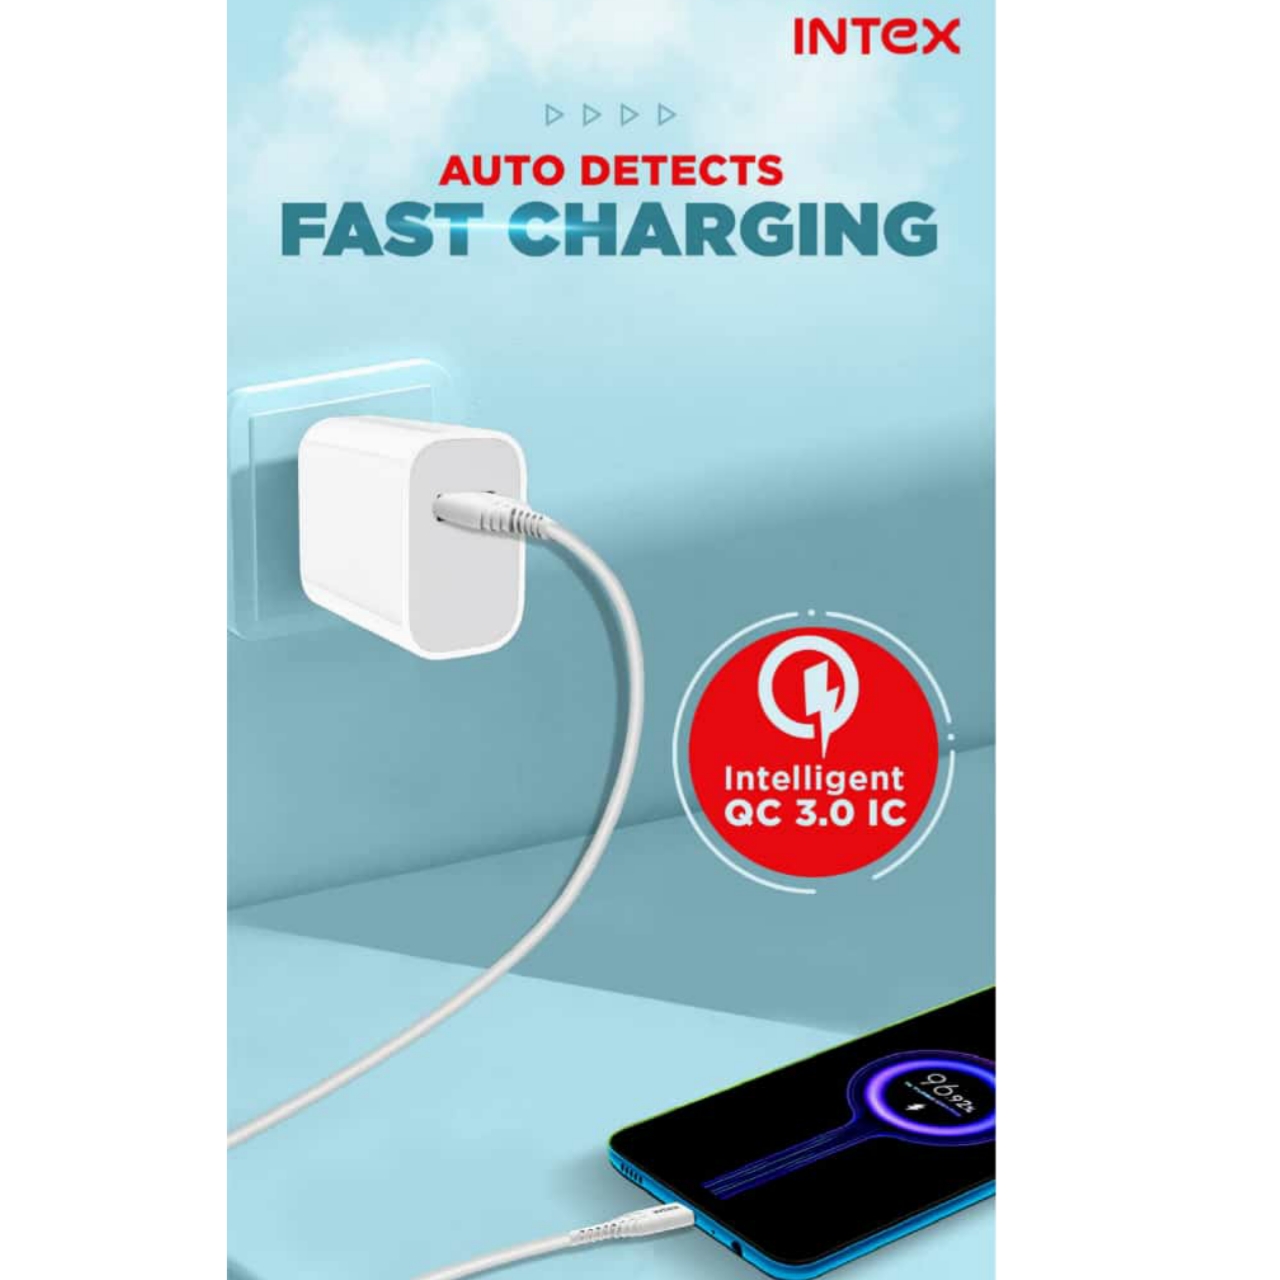 INTEX
AUTO DETECTS
FAST CHARGING
Intelligent
QC 3.0 IC
96.92%